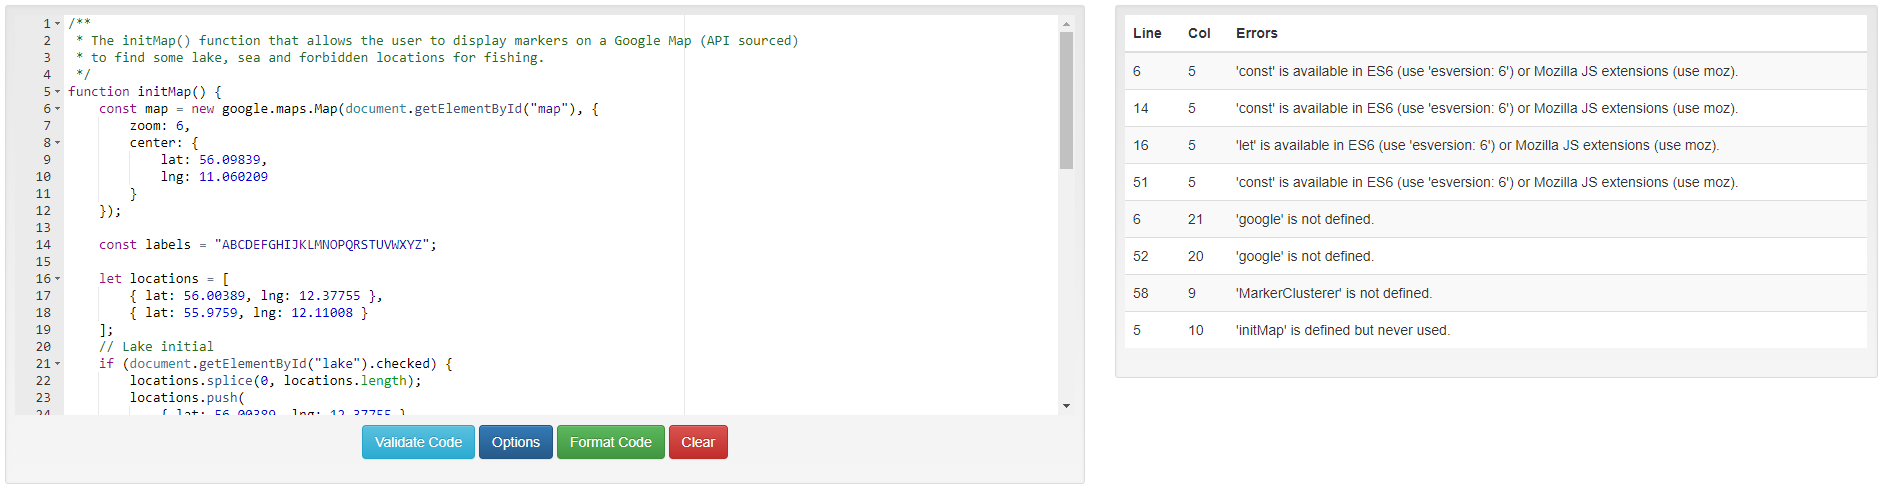 1 /**
2 * The initMap() function that allows the user to display markers on a Google Map (API sourced)
3 * to find some lake, sea and forbidden locations for fishing.
4 */
5 function initMap() {
6 const map = new google.maps.Map(document.getElementById("map"), {
7 zoom: 6,
8 center: {
9 lat: 56.09839,
10 lng: 11.060209
11 }
12 });
13
14 const labels = "ABCDEFGHIJKLMNOPQRSTUVWXYZ";
15
16 let locations = [
17 { lat: 56.00389, lng: 12.37755 },
18 { lat: 55.9759, lng: 12.11008 }
19 ];
20 // Lake initial
21 if (document.getElementById("lake").checked) {
22 locations.splice(0, locations.length);
23 locations.push(
24 { lat: 56.00389, lng: 12.37755 }
Validate Code Options Format Code Clear
Line Col Errors
6 5 'const' is available in ES6 (use 'esversion: 6') or Mozilla JS extensions (use moz).
14 5 'const' is available in ES6 (use 'esversion: 6') or Mozilla JS extensions (use moz).
16 5 'let' is available in ES6 (use 'esversion: 6') or Mozilla JS extensions (use moz).
51 5 'const' is available in ES6 (use 'esversion: 6') or Mozilla JS extensions (use moz).
6 21 'google' is not defined.
52 20 'google' is not defined.
58 9 'MarkerClusterer' is not defined.
5 10 'initMap' is defined but never used.